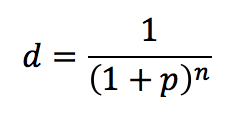 d = 1 / (1 + p)ⁿ